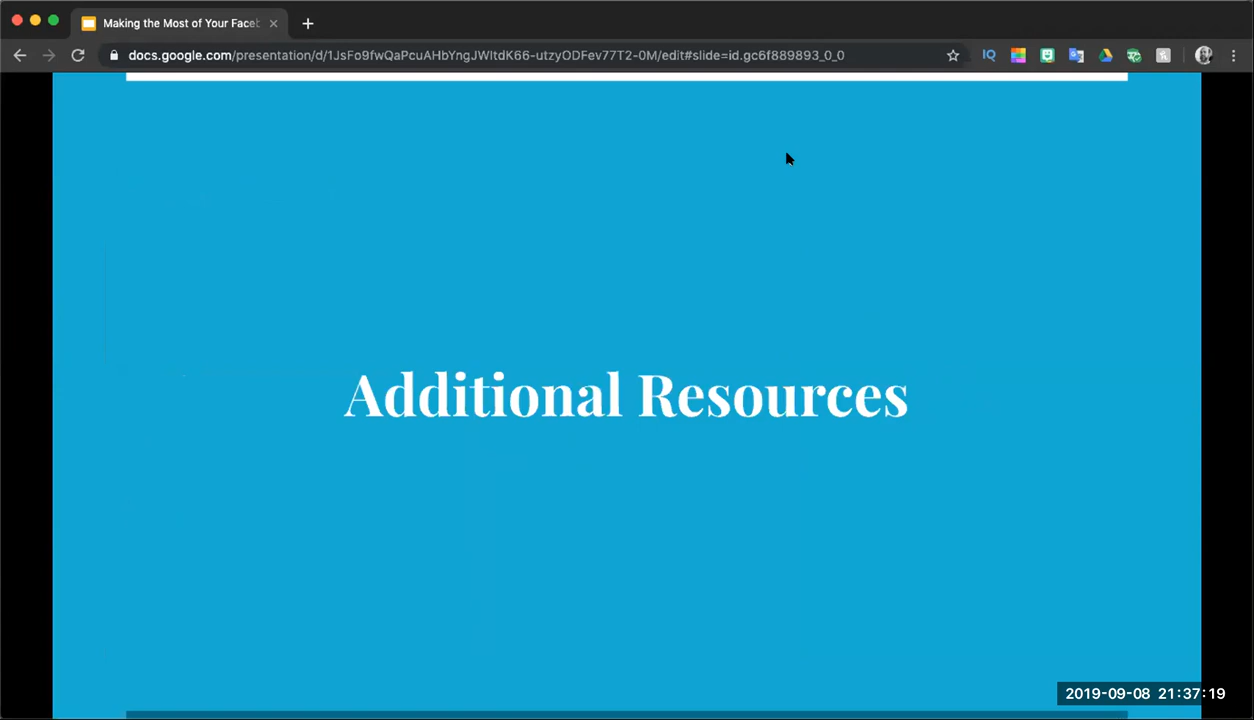 Making the Most of Your Faceb
docs.google.com/presentation/d/1JsFo9fwQaPcuAHbYngJWltdK66-utzyODFev77T2-0M/edit#slide=id.gc6f889893_0_0
IQ
Additional Resources
2019-09-08 21:37:19